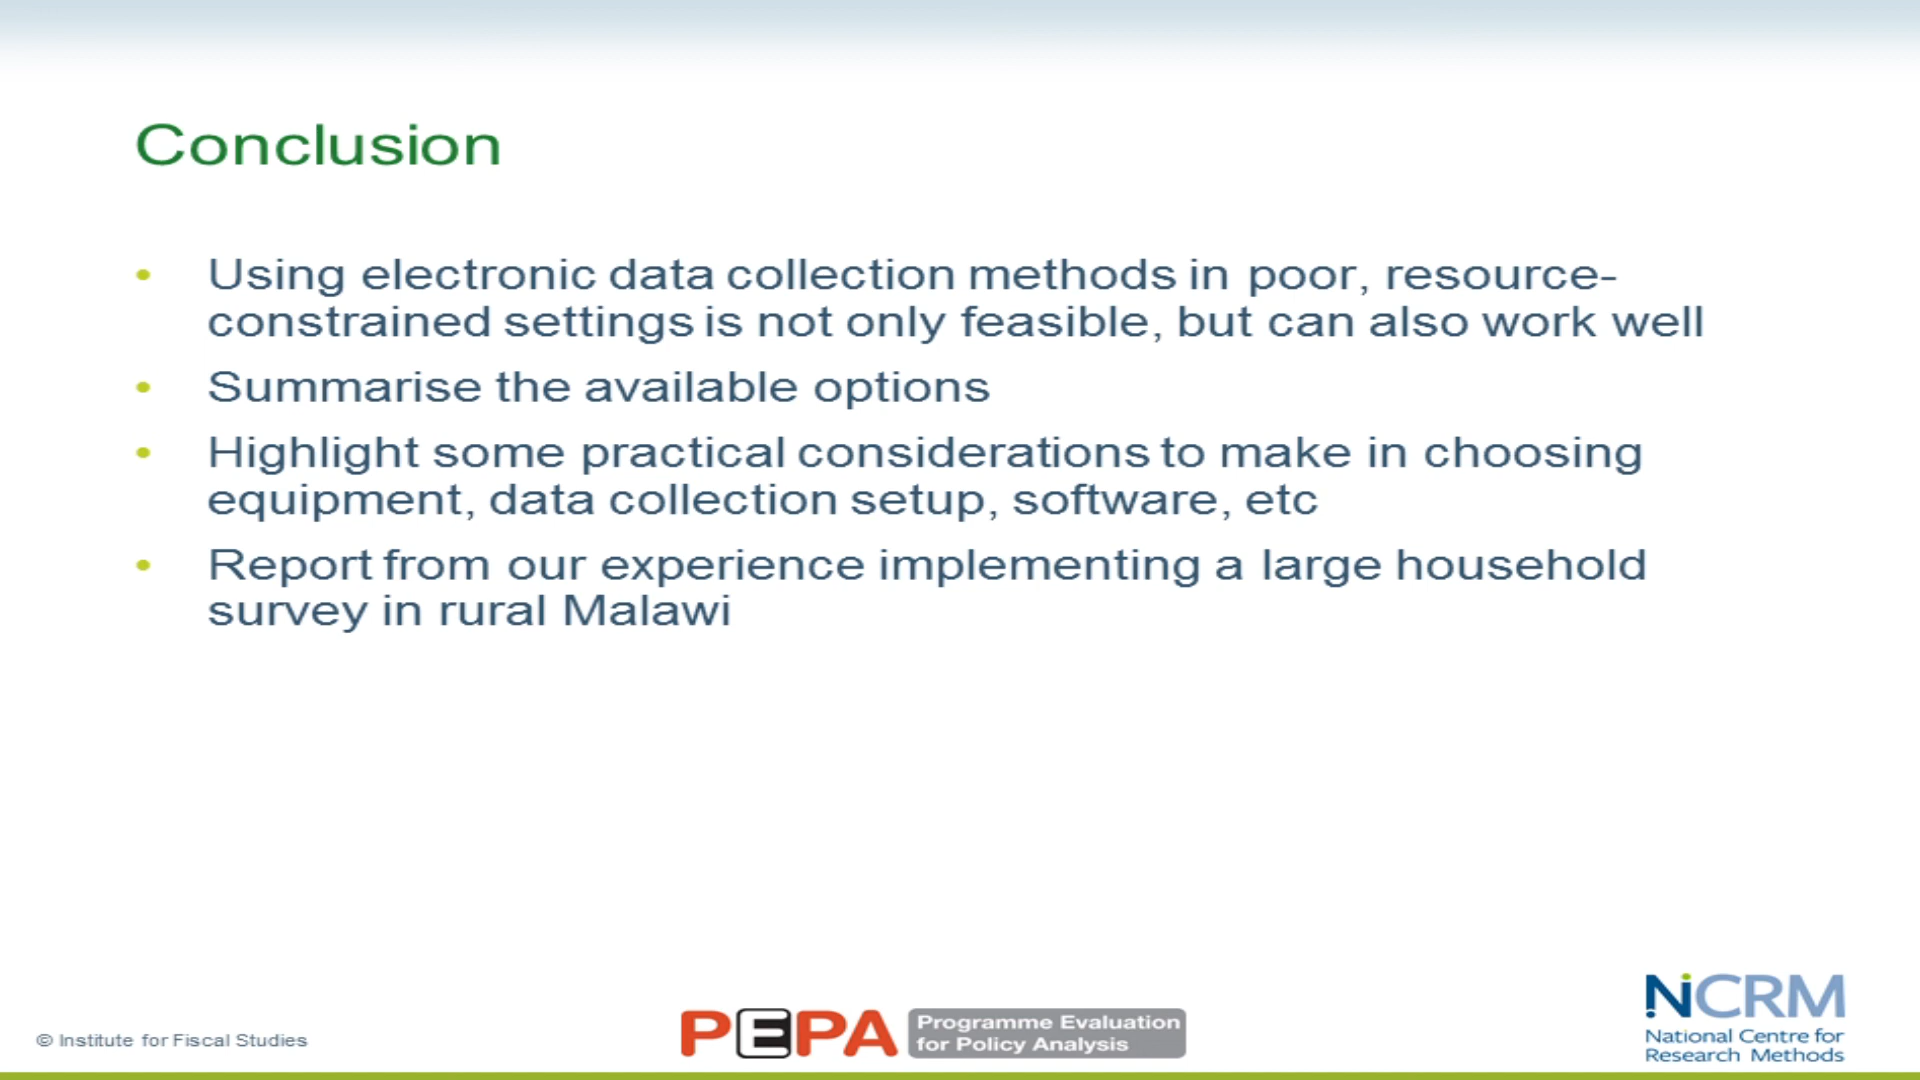 Conclusion
• Using electronic data collection methods in poor, resource-
constrained settings is not only feasible, but can also work well
• Summarise the available options
• Highlight some practical considerations to make in choosing
equipment, data collection setup, software, etc
• Report from our experience implementing a large household
survey in rural Malawi
© Institute for Fiscal Studies
PEPA
Programme Evaluation
for Policy Analysis
NCRM
National Centre for
Research Methods